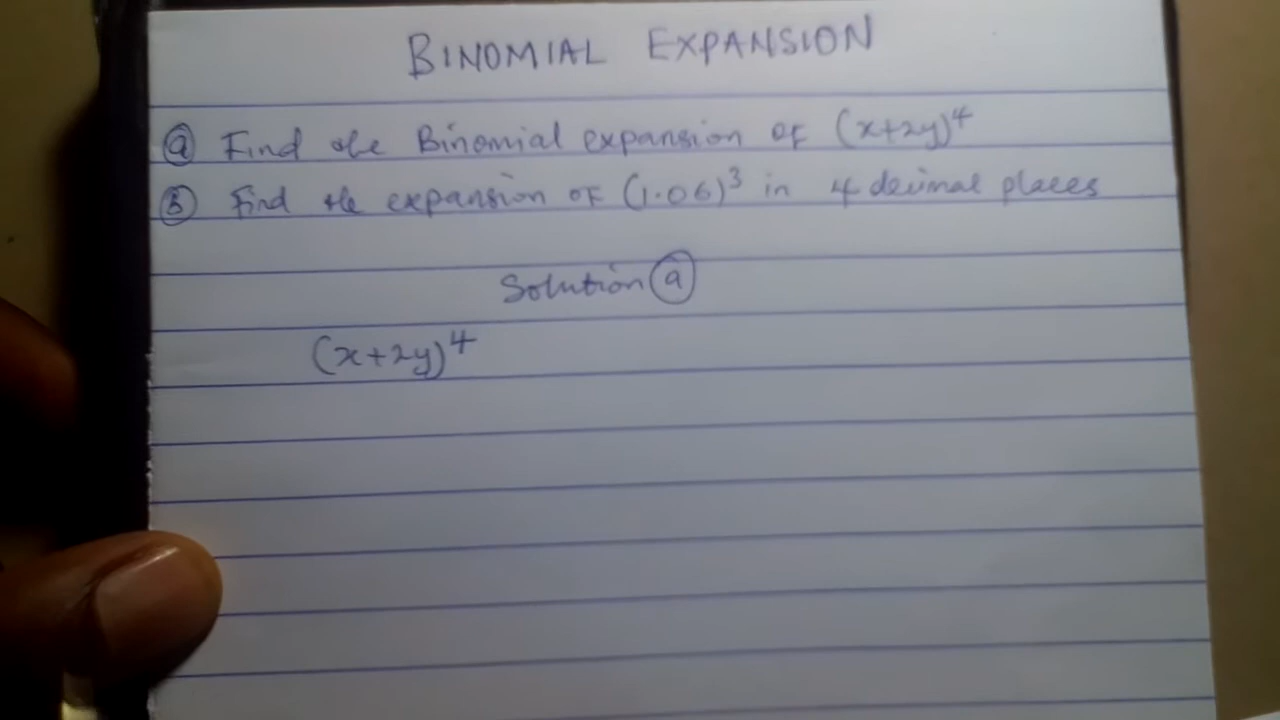 BINOMIAL EXPANSION
(a) Find the Binomial expansion of (x+2y)⁴
(b) Find the expansion of (1.06)³ in 4 decimal places
Solution (a)
(x+2y)⁴